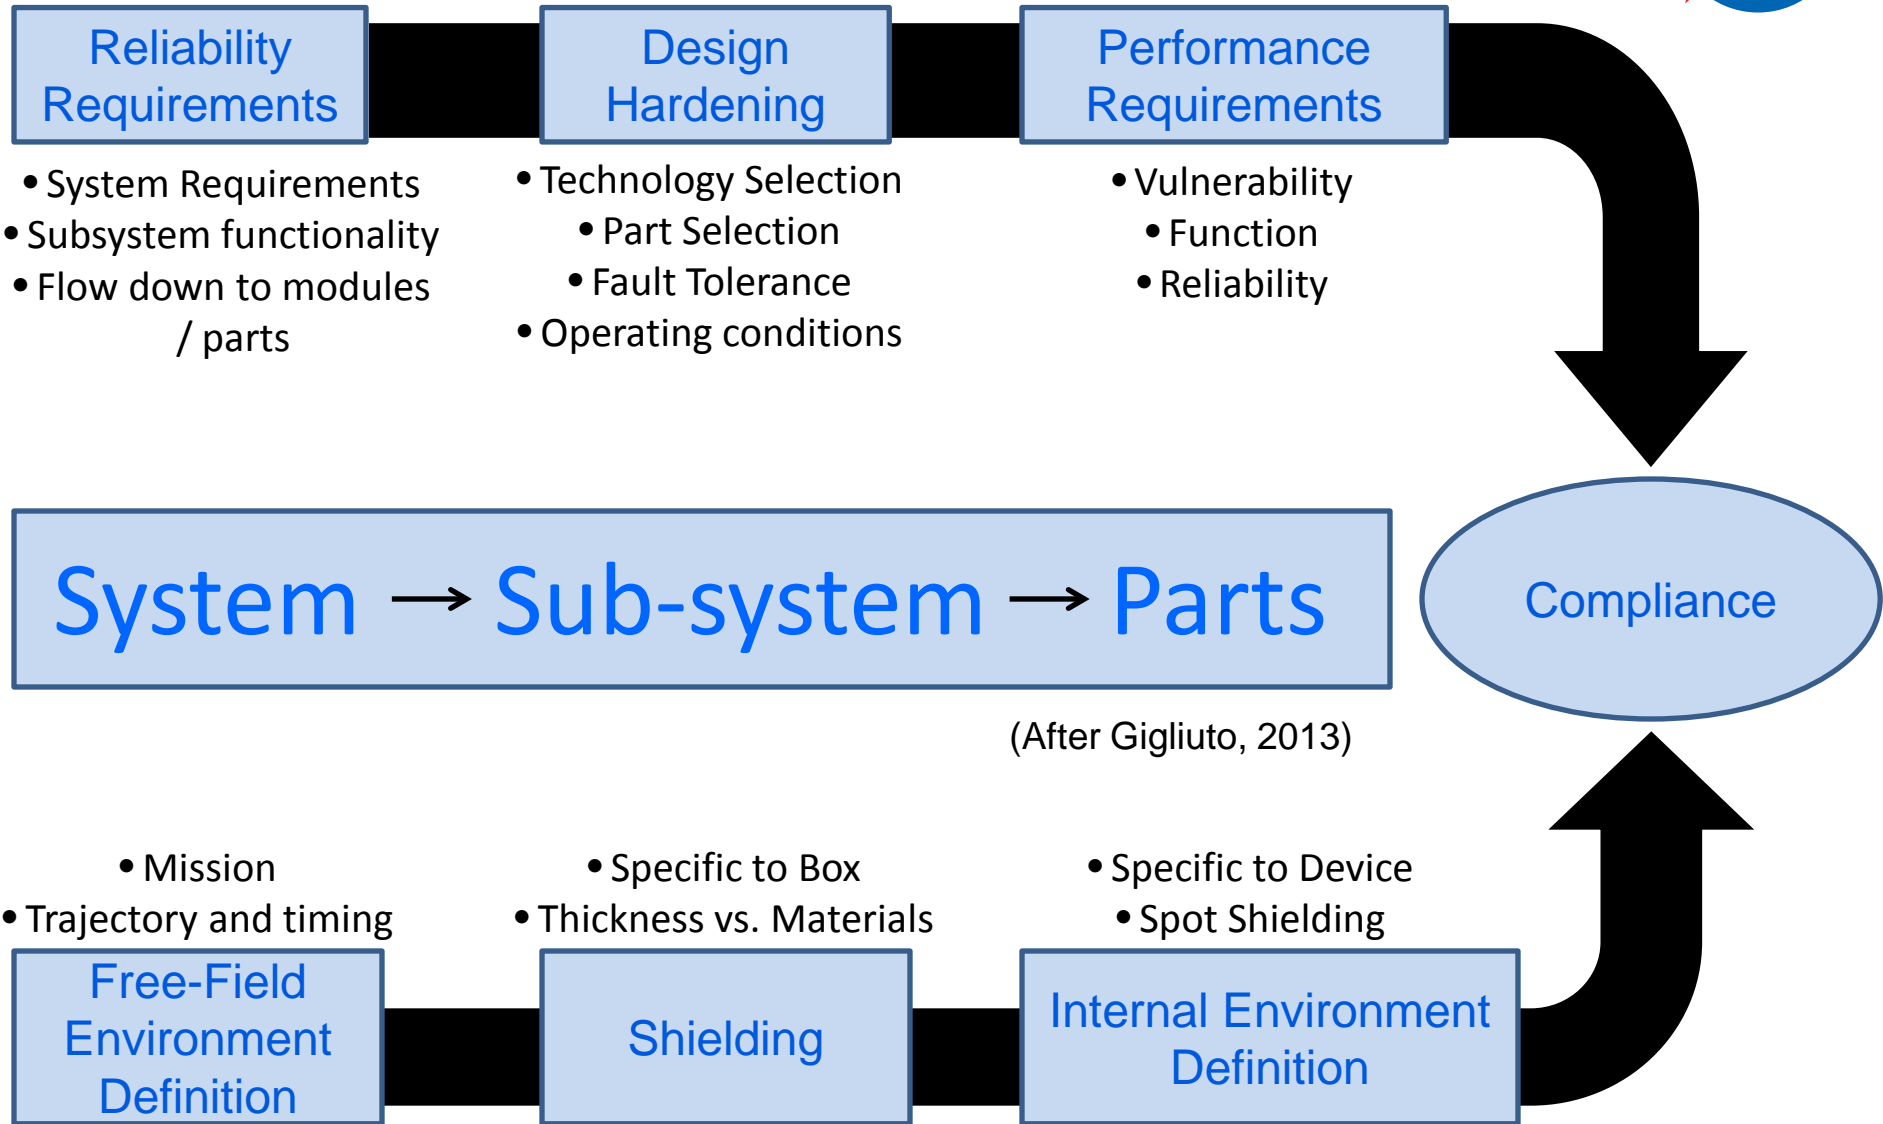 Reliability
Requirements
Design
Hardening
Performance
Requirements
• System Requirements
• Subsystem functionality
• Flow down to modules
/ parts
• Technology Selection
• Part Selection
• Fault Tolerance
• Operating conditions
• Vulnerability
• Function
• Reliability
System → Sub-system → Parts
Compliance
(After Gigliuto, 2013)
• Mission
• Trajectory and timing
• Specific to Box
• Thickness vs. Materials
• Specific to Device
• Spot Shielding
Free-Field
Environment
Definition
Shielding
Internal Environment
Definition